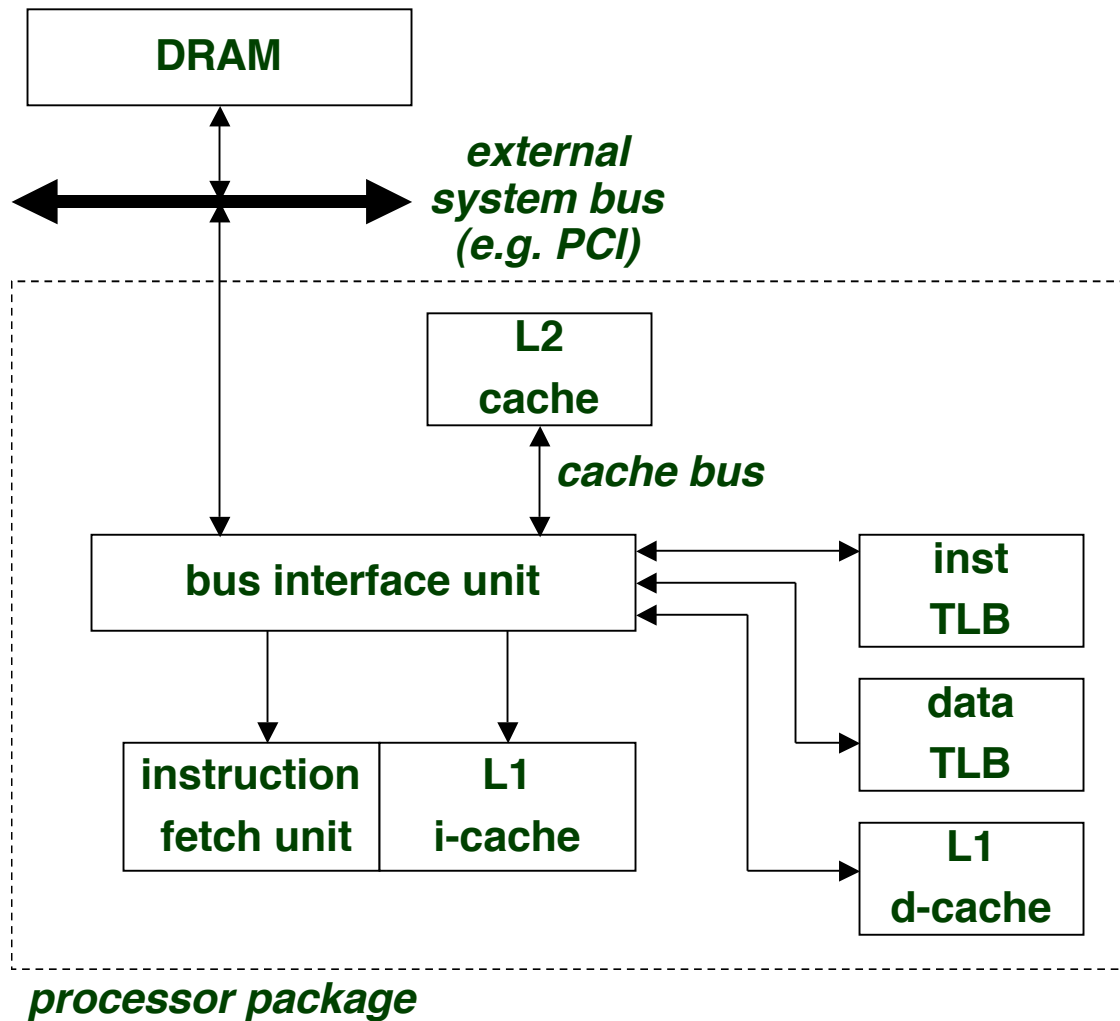 DRAM
external
system bus
(e.g. PCI)
L2
cache
cache bus
bus interface unit
inst
TLB
data
TLB
instruction
fetch unit
L1
i-cache
L1
d-cache
processor package